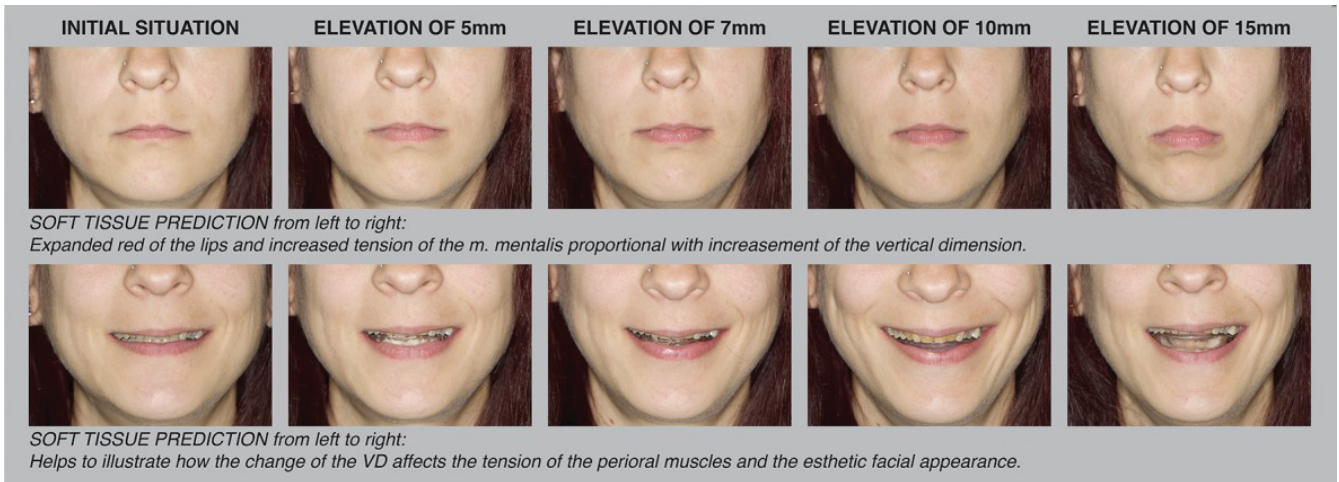 INITIAL SITUATION
ELEVATION OF 5mm
ELEVATION OF 7mm
ELEVATION OF 10mm
ELEVATION OF 15mm
SOFT TISSUE PREDICTION from left to right:
Expanded red of the lips and increased tension of the m. mentalis proportional with increasement of the vertical dimension.
SOFT TISSUE PREDICTION from left to right:
Helps to illustrate how the change of the VD affects the tension of the perioral muscles and the esthetic facial appearance.